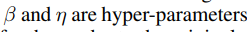 β and η are hyper-parameters